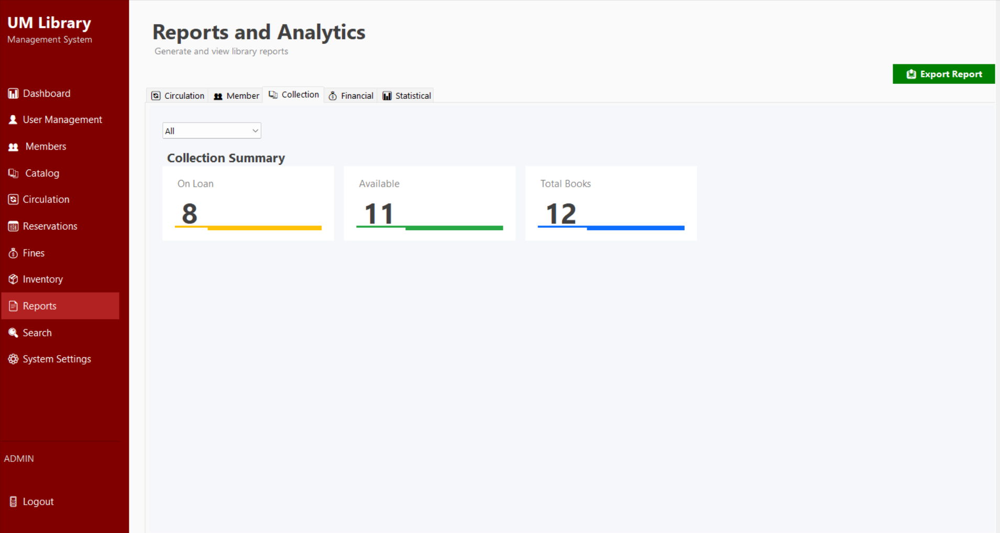 UM Library
Management System
Dashboard
User Management
Members
Catalog
Circulation
Reservations
Fines
Inventory
Reports
Search
System Settings
ADMIN
Logout
Reports and Analytics
Generate and view library reports
Export Report
Circulation Member Collection Financial Statistical
All
Collection Summary
On Loan Available Total Books
8 11 12